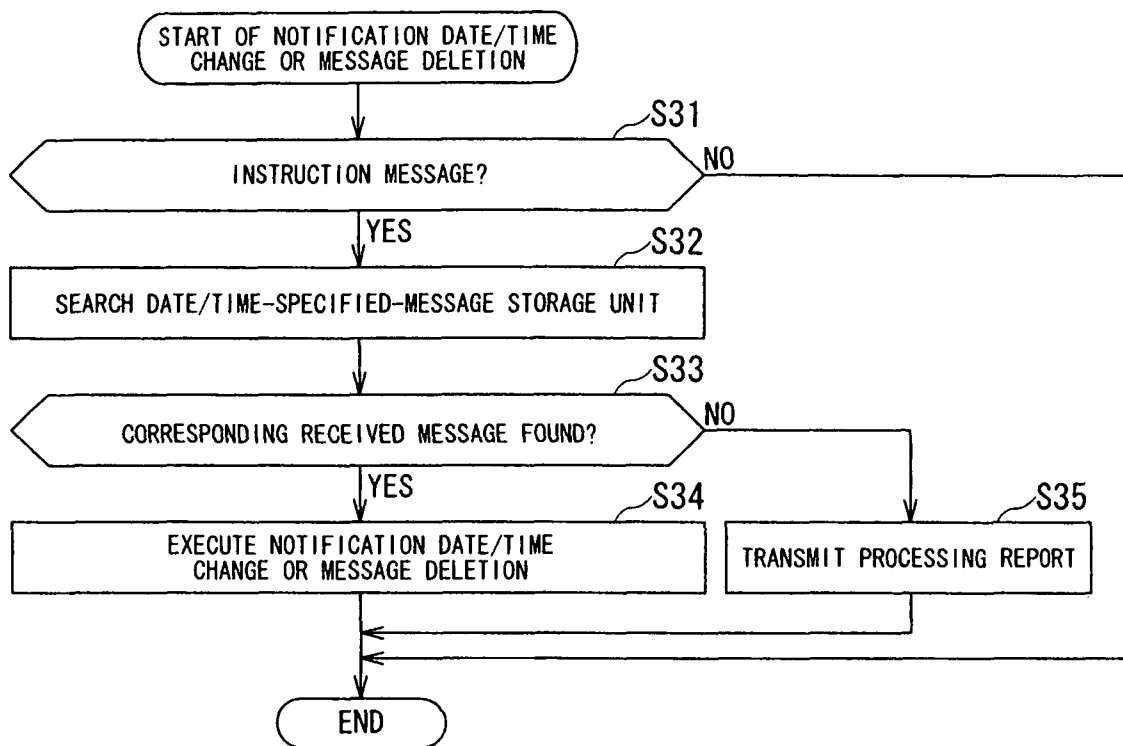 START OF NOTIFICATION DATE/TIME
CHANGE OR MESSAGE DELETION
S31
INSTRUCTION MESSAGE?
NO
YES
S32
SEARCH DATE/TIME-SPECIFIED-MESSAGE STORAGE UNIT
S33
CORRESPONDING RECEIVED MESSAGE FOUND?
NO
YES
S34
EXECUTE NOTIFICATION DATE/TIME
CHANGE OR MESSAGE DELETION
S35
TRANSMIT PROCESSING REPORT
END